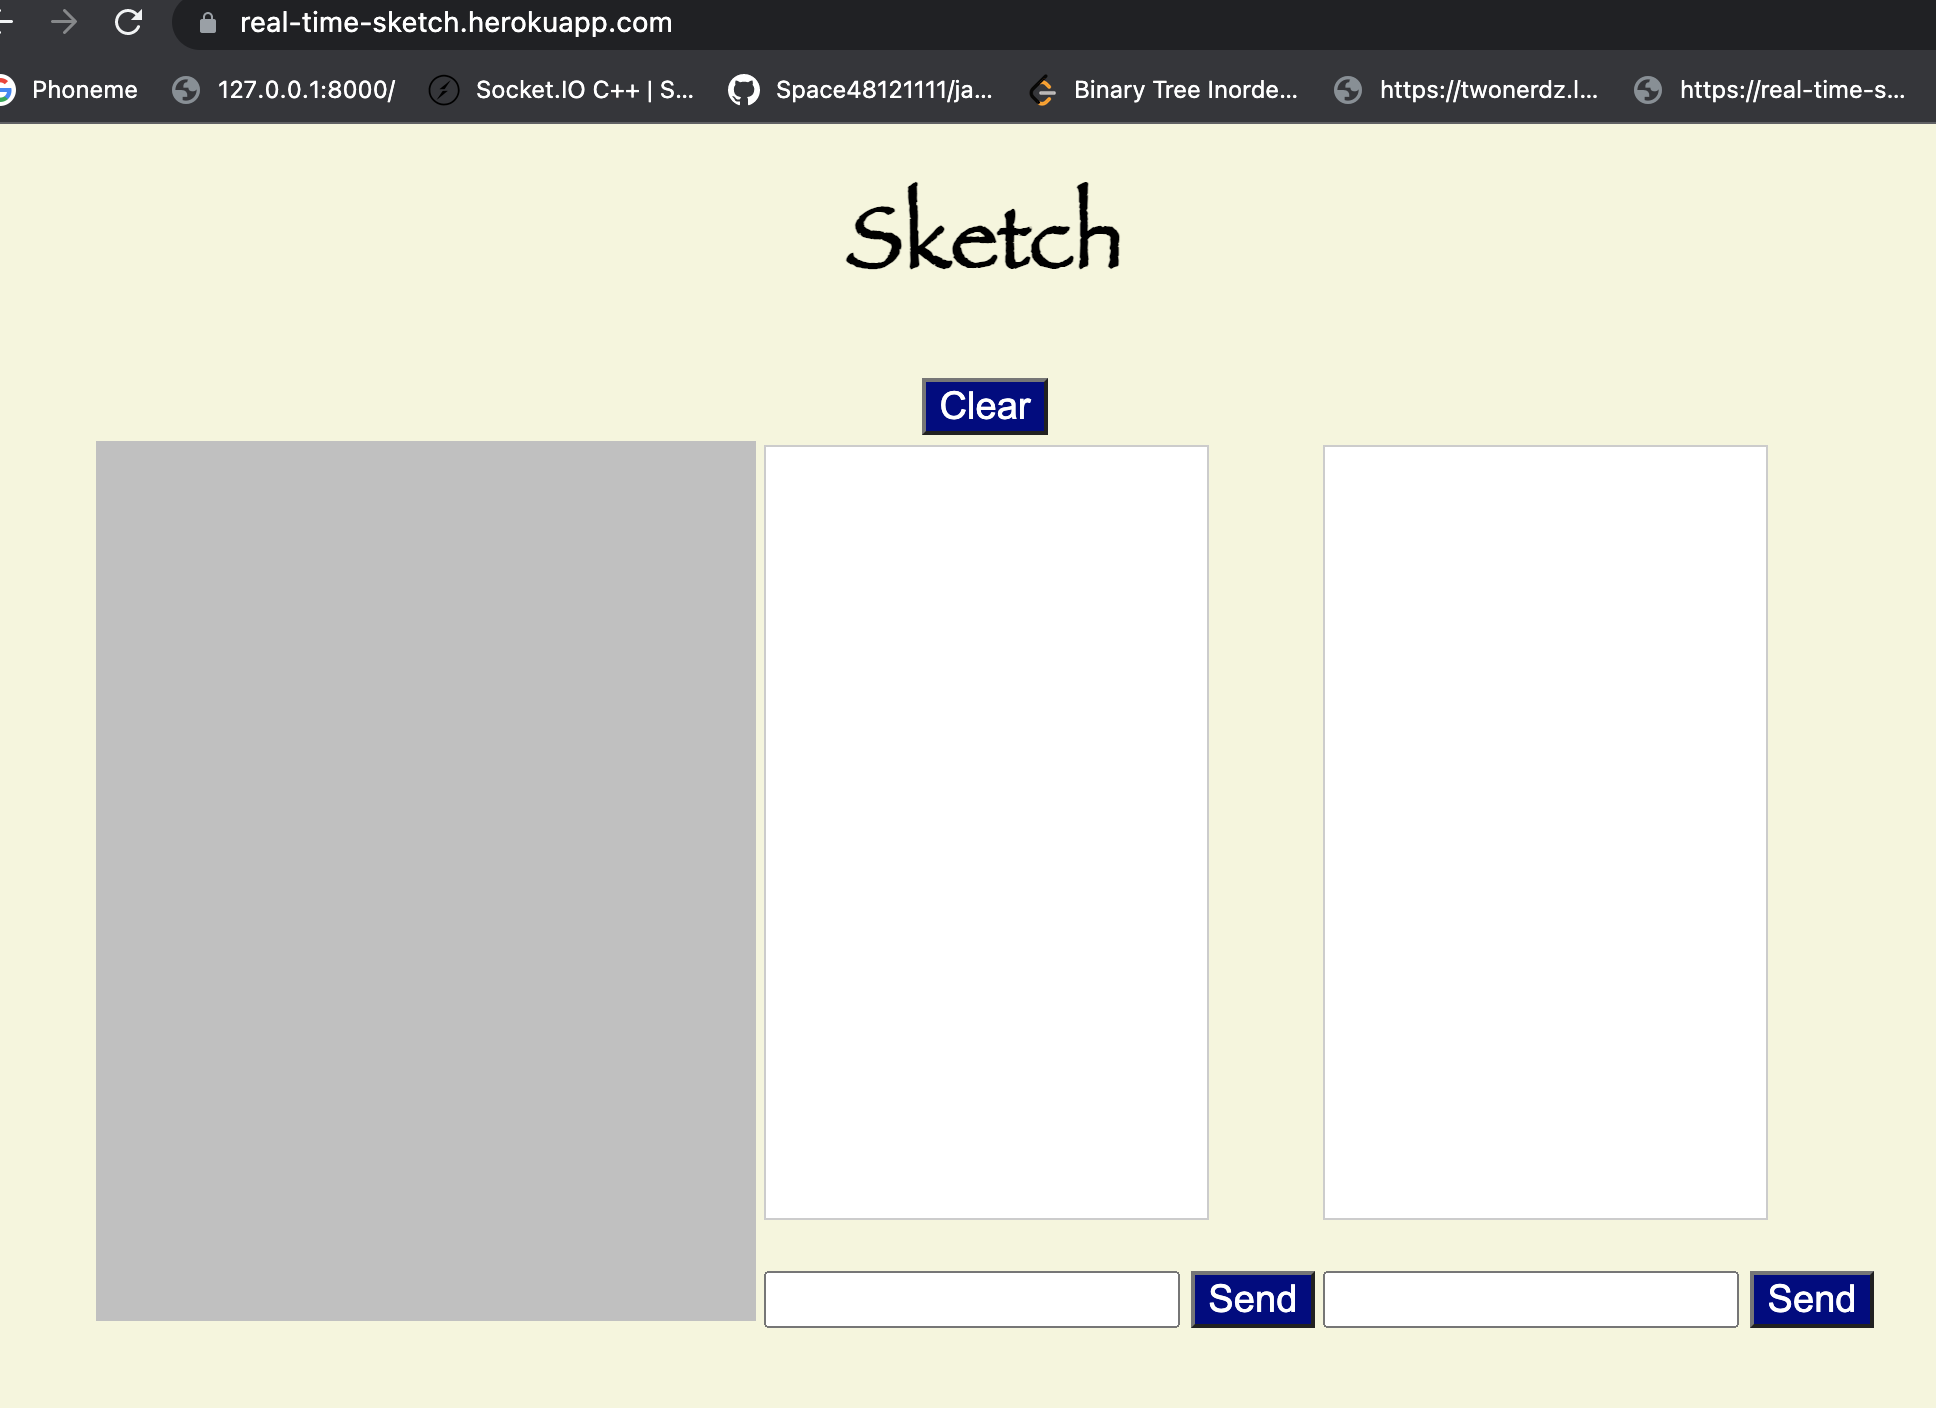 real-time-sketch.herokuapp.com
Phoneme 127.0.0.1:8000/ Socket.IO C++ | S... Space48121111/ja... Binary Tree Inorde... https://twonerdz.l... https://real-time-s...
Sketch
Clear
Send Send